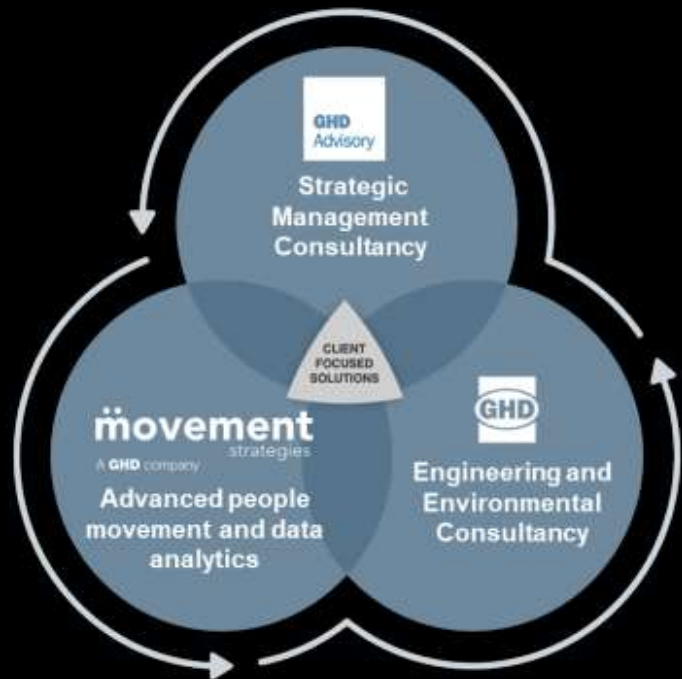 GHD
Advisory
Strategic
Management
Consultancy
CLIENT
FOCUSED
SOLUTIONS
movement
strategies
A GHD company
Advanced people
movement and data
analytics
GHD
Engineering and
Environmental
Consultancy